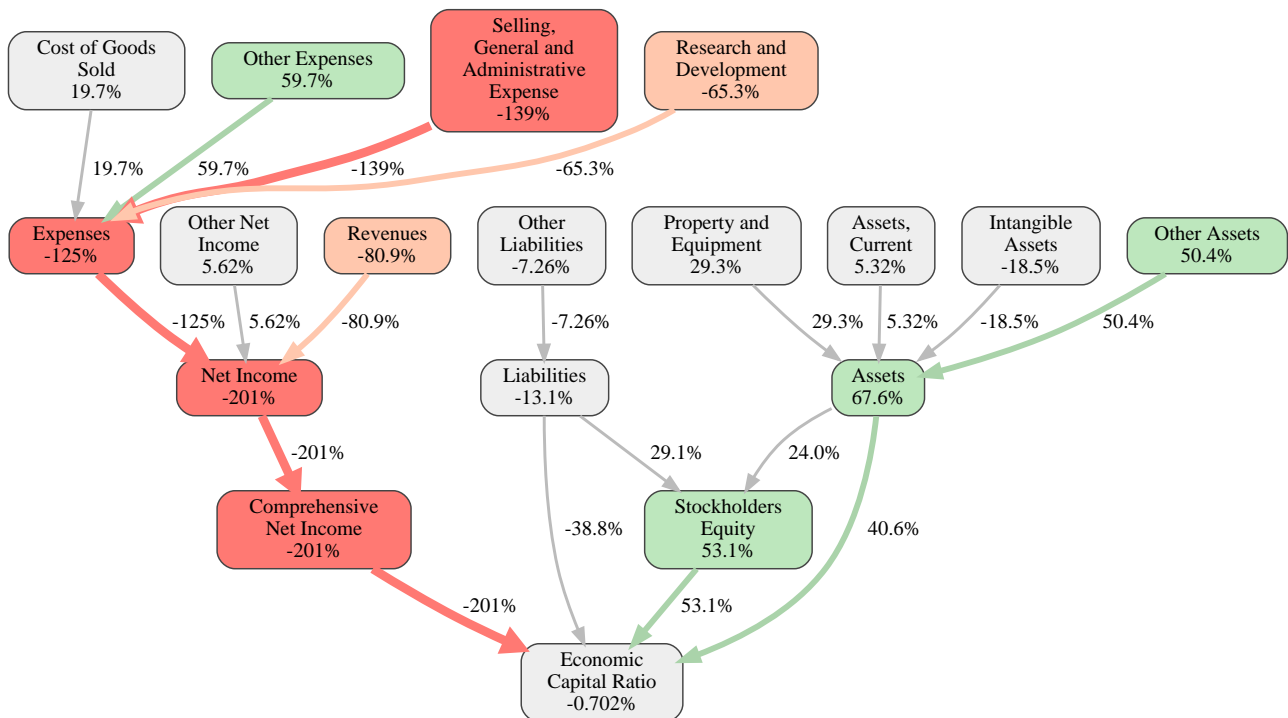 Cost of Goods
Sold
19.7%
Other Expenses
59.7%
Selling,
General and
Administrative
Expense
-139%
Research and
Development
-65.3%
19.7%
59.7%
-139%
-65.3%
Expenses
-125%
Other Net
Income
5.62%
Revenues
-80.9%
Other
Liabilities
-7.26%
Property and
Equipment
29.3%
Assets,
Current
5.32%
Intangible
Assets
-18.5%
Other Assets
50.4%
-125%
5.62%
-80.9%
-7.26%
29.3%
5.32%
-18.5%
50.4%
Net Income
-201%
Liabilities
-13.1%
Assets
67.6%
-201%
29.1%
24.0%
Comprehensive
Net Income
-201%
-38.8%
Stockholders
Equity
53.1%
40.6%
-201%
53.1%
Economic
Capital Ratio
-0.702%